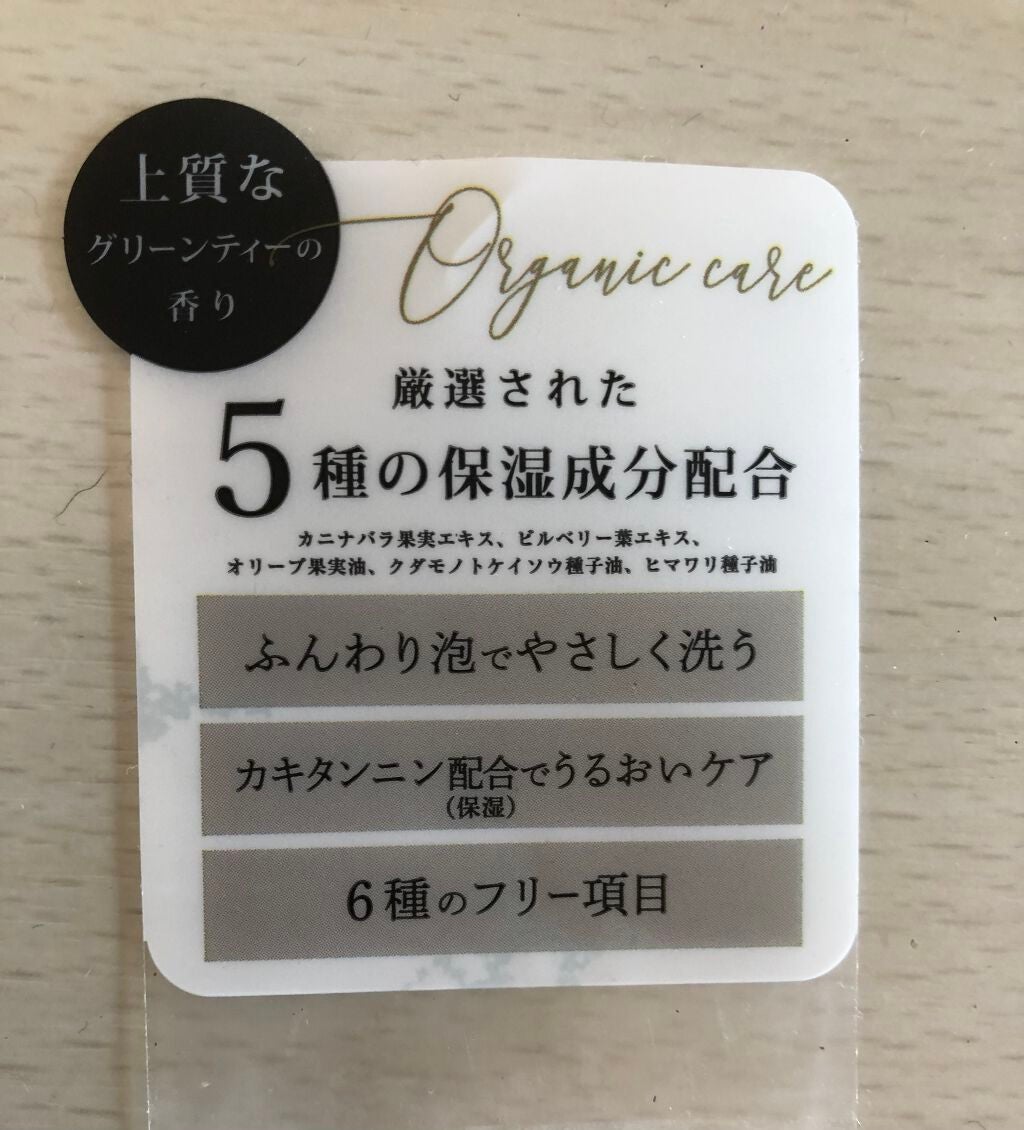 上質な
グリーンティーの
香り
Organic care
厳選された
5種の保湿成分配合
カニナバラ果実エキス、ビルベリー葉エキス、
オリーブ果実油、クダモノトケイソウ種子油、ヒマワリ種子油
ふんわり泡でやさしく洗う
カキタンニン配合でうるおいケア
(保湿)
6種のフリー項目